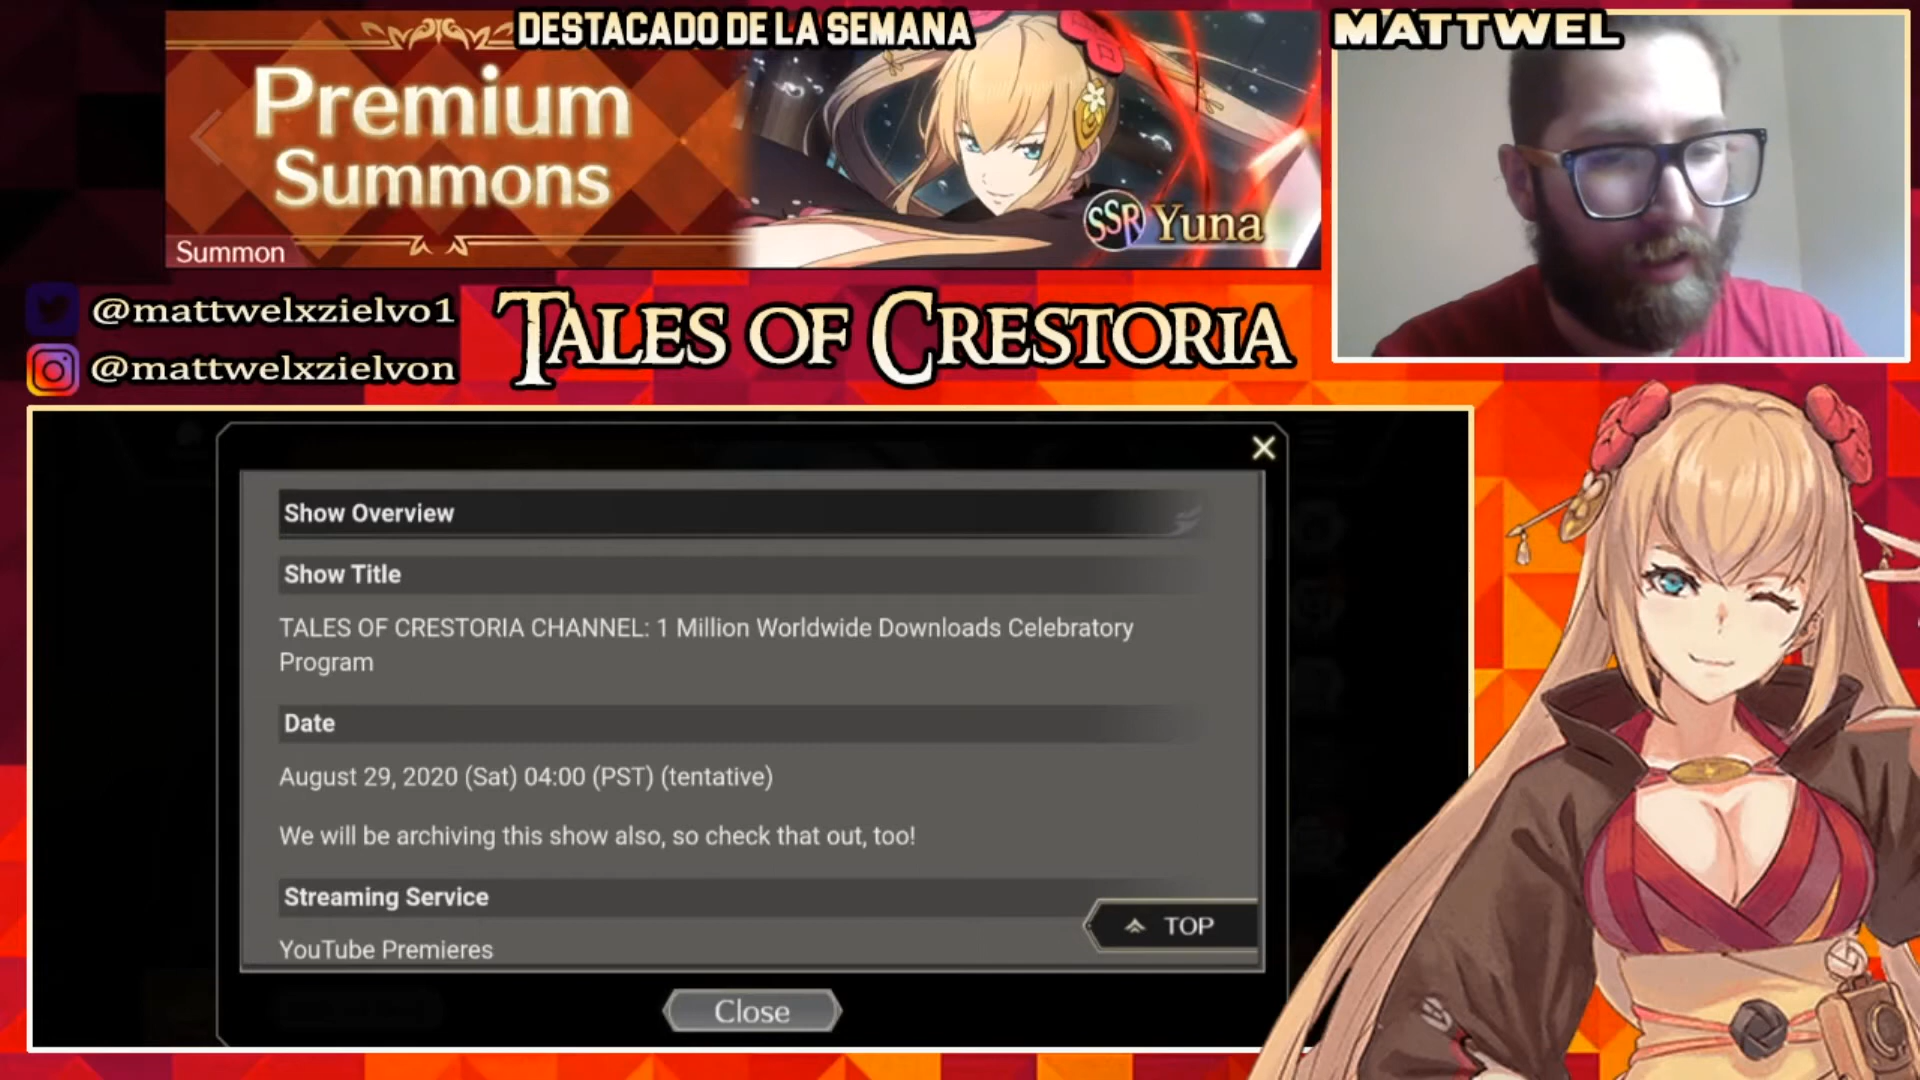 DESTACADO DE LA SEMANA
MATTWEL
Premium
Summons
SSR Yuna
Summon
@mattwelxzielvo1
@mattwelxzielvon
TALES OF CRESTORIA
Show Overview
Show Title
TALES OF CRESTORIA CHANNEL: 1 Million Worldwide Downloads Celebratory
Program
Date
August 29, 2020 (Sat) 04:00 (PST) (tentative)
We will be archiving this show also, so check that out, too!
Streaming Service
TOP
YouTube Premieres
Close